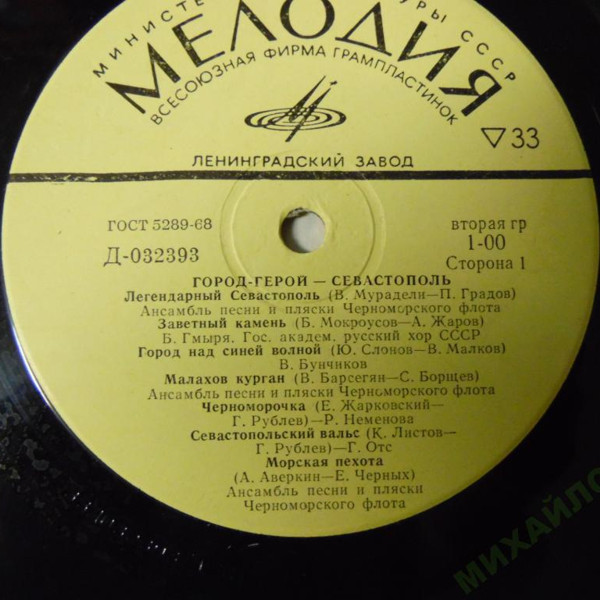 МИНИСТЕ УРЫ СССР
МЕЛОДИЯ
ВСЕСОЮЗНАЯ ФИРМА ГРАМПЛАСТИНОК
33
ЛЕНИНГРАДСКИЙ ЗАВОД
ГОСТ 5289-68
вторая гр
Д-032393
1-00
Сторона 1
ГОРОД-ГЕРОЙ — СЕВАСТОПОЛЬ
Легендарный Севастополь (В. Мурадели—П. Градов)
Ансамбль песни и пляски Черноморского флота
Заветный камень (Б. Мокроусов—А. Жаров)
Б. Гмыря, Гос. академ. русский хор СССР
Город над синей волной (Ю. Слонов—В. Малков)
В. Бунчиков
Малахов курган (В. Барсегян—С. Борщев)
Ансамбль песни и пляски Черноморского флота
Черноморочка (Е. Жарковский—
Г. Рублев)—Р. Неменова
Севастопольский вальс (К. Листов—
Г. Рублев)—Г. Отс
Морская пехота
(А. Аверкин—Е. Черных)
Ансамбль песни и пляски
Черноморского флота
МИХАЙЛО